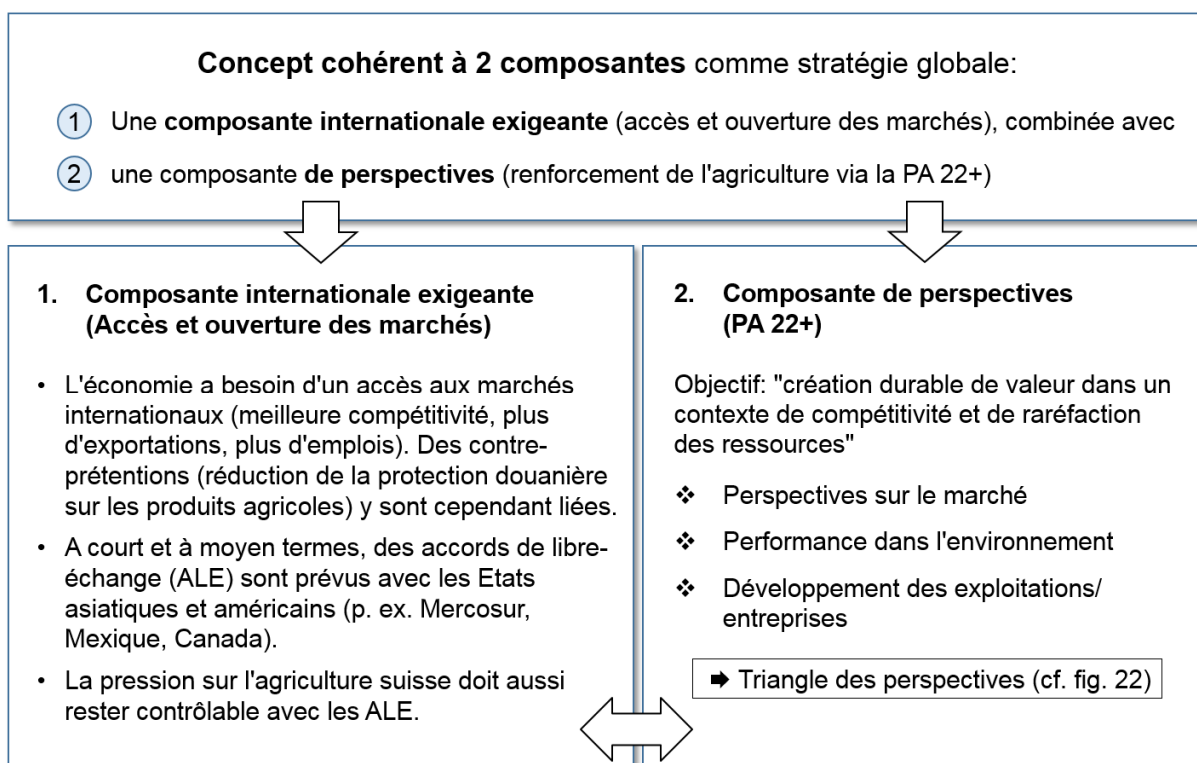 Concept cohérent à 2 composantes comme stratégie globale:
1 Une composante internationale exigeante (accès et ouverture des marchés), combinée avec
2 une composante de perspectives (renforcement de l'agriculture via la PA 22+)
1. Composante internationale exigeante
(Accès et ouverture des marchés)
• L'économie a besoin d'un accès aux marchés
internationaux (meilleure compétitivité, plus
d'exportations, plus d'emplois). Des contre-
prétentions (réduction de la protection douanière
sur les produits agricoles) y sont cependant liées.
• A court et à moyen termes, des accords de libre-
échange (ALE) sont prévus avec les Etats
asiatiques et américains (p. ex. Mercosur,
Mexique, Canada).
• La pression sur l'agriculture suisse doit aussi
rester contrôlable avec les ALE.
2. Composante de perspectives
(PA 22+)
Objectif: "création durable de valeur dans un
contexte de compétitivité et de raréfaction
des ressources"
❖ Perspectives sur le marché
❖ Performance dans l'environnement
❖ Développement des exploitations/
entreprises
➨ Triangle des perspectives (cf. fig. 22)